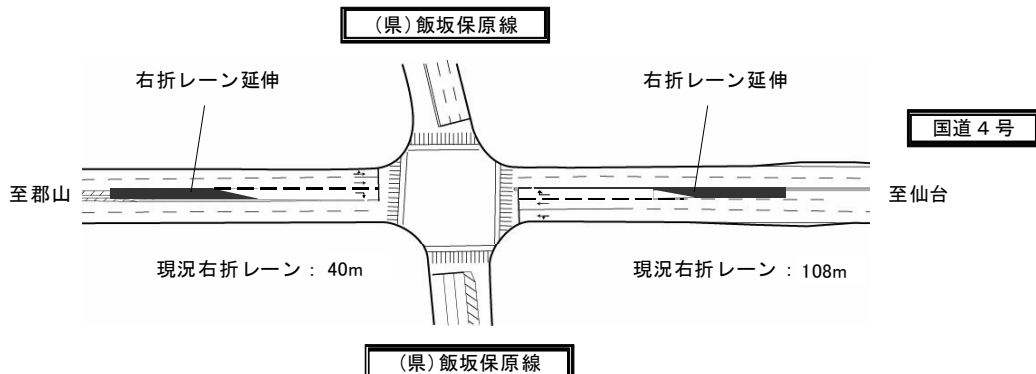 (県)飯坂保原線
右折レーン延伸
右折レーン延伸
国道4号
至郡山
至仙台
現況右折レーン：40m
現況右折レーン：108m
(県)飯坂保原線